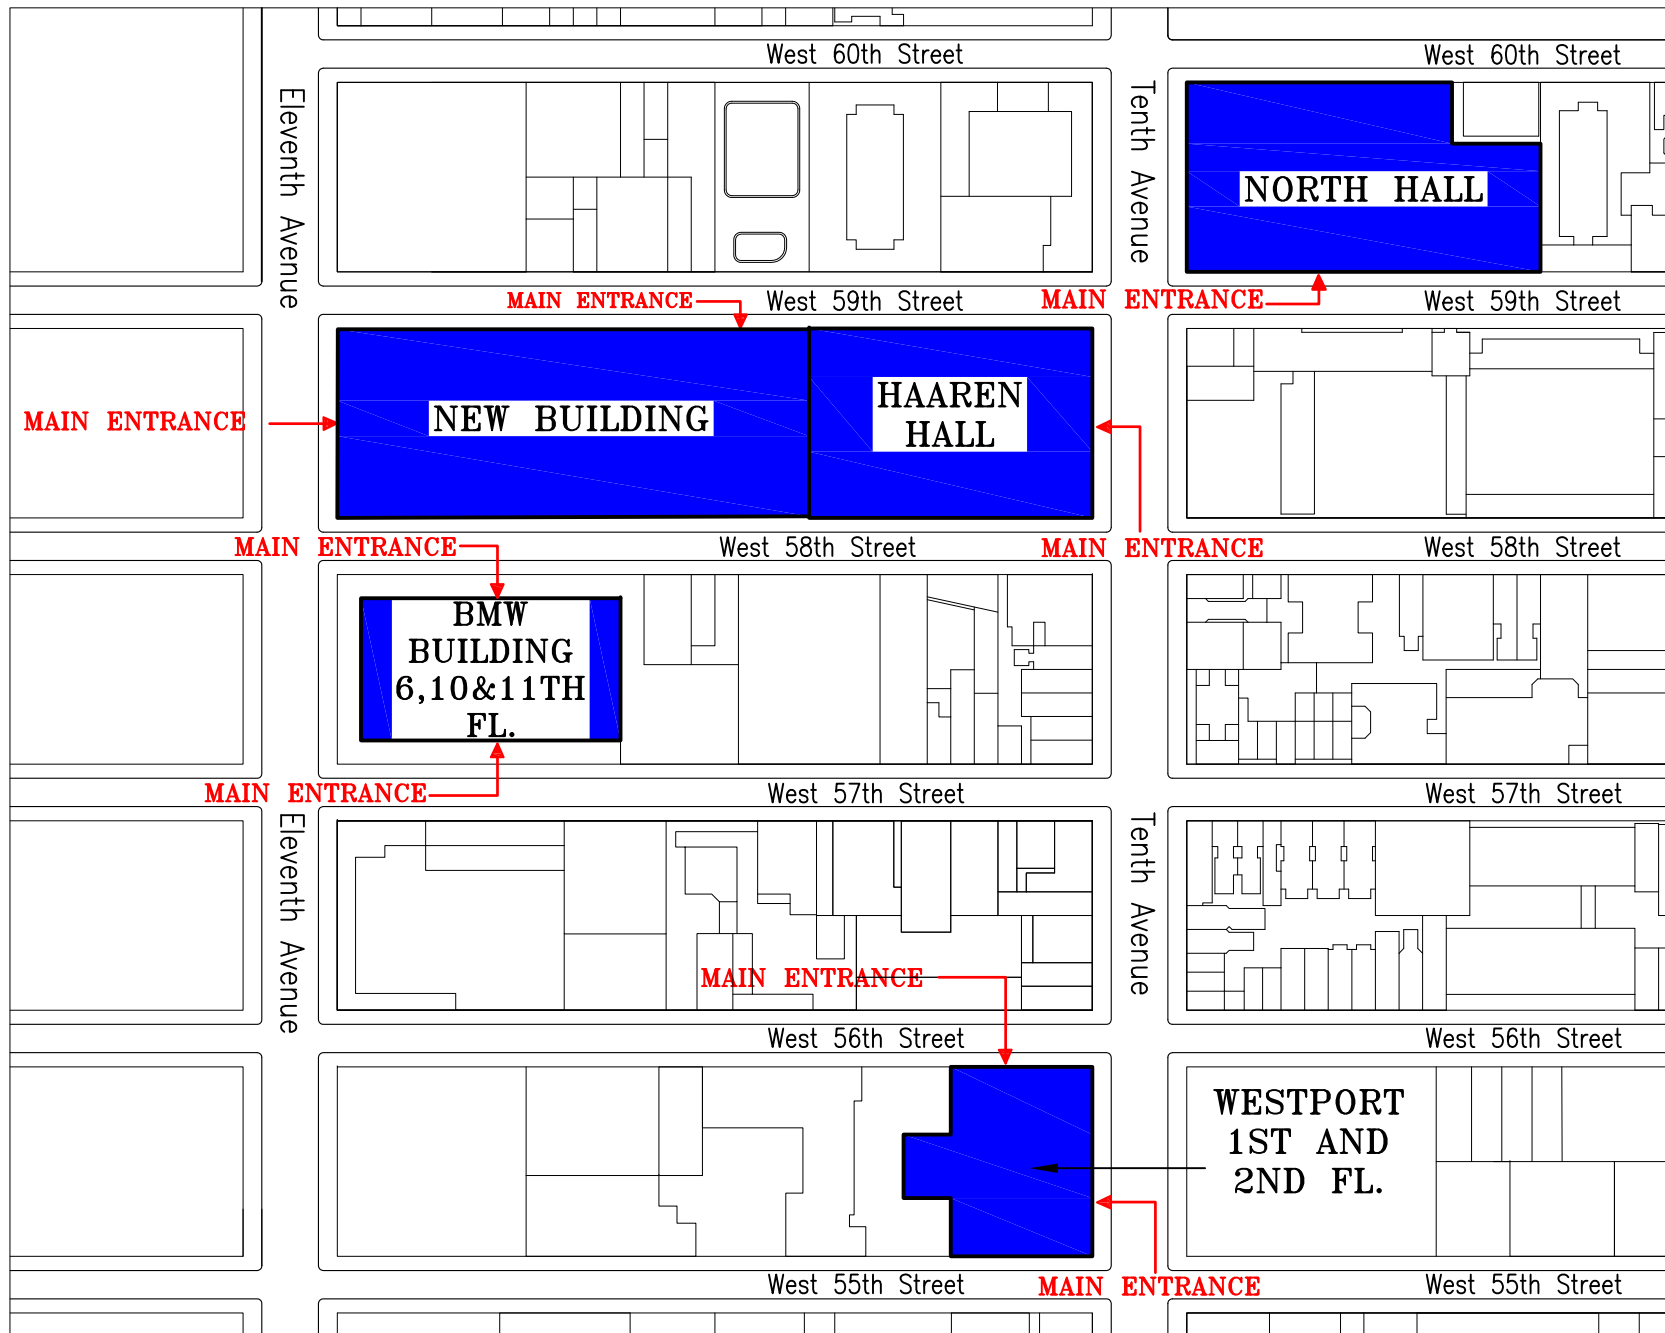 West 60th Street
West 60th Street
Eleventh Avenue
Tenth Avenue
NORTH HALL
MAIN ENTRANCE
West 59th Street
MAIN ENTRANCE
West 59th Street
MAIN ENTRANCE
NEW BUILDING
HAAREN
HALL
MAIN ENTRANCE
West 58th Street
MAIN ENTRANCE
West 58th Street
BMW
BUILDING
6,10&11TH
FL.
MAIN ENTRANCE
West 57th Street
West 57th Street
Eleventh Avenue
Tenth Avenue
MAIN ENTRANCE
West 56th Street
West 56th Street
WESTPORT
1ST AND
2ND FL.
West 55th Street
MAIN ENTRANCE
West 55th Street